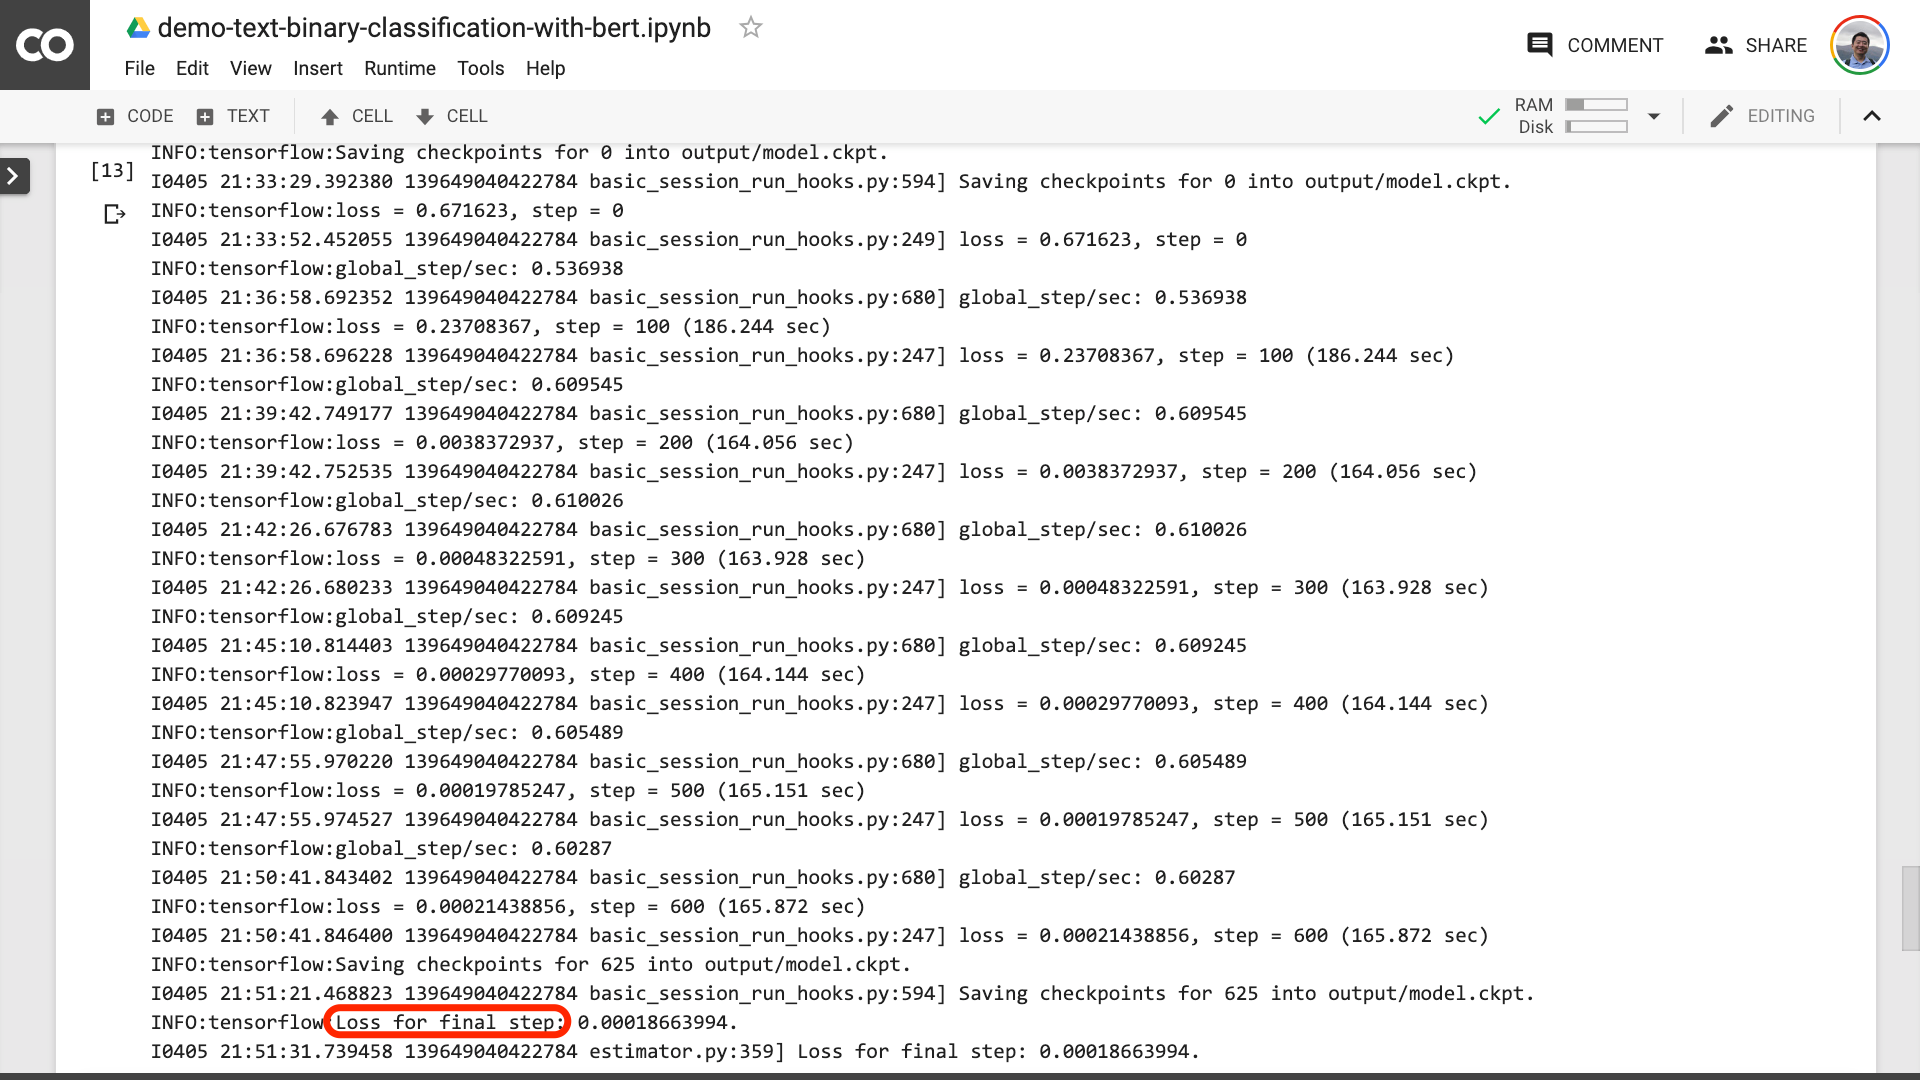 CO
demo-text-binary-classification-with-bert.ipynb
File Edit View Insert Runtime Tools Help
COMMENT
SHARE
CODE TEXT CELL CELL
RAM
Disk
EDITING
[13]
INFO:tensorflow:Saving checkpoints for 0 into output/model.ckpt.
I0405 21:33:29.392380 139649040422784 basic_session_run_hooks.py:594] Saving checkpoints for 0 into output/model.ckpt.
INFO:tensorflow:loss = 0.671623, step = 0
I0405 21:33:52.452055 139649040422784 basic_session_run_hooks.py:249] loss = 0.671623, step = 0
INFO:tensorflow:global_step/sec: 0.536938
I0405 21:36:58.692352 139649040422784 basic_session_run_hooks.py:680] global_step/sec: 0.536938
INFO:tensorflow:loss = 0.23708367, step = 100 (186.244 sec)
I0405 21:36:58.696228 139649040422784 basic_session_run_hooks.py:247] loss = 0.23708367, step = 100 (186.244 sec)
INFO:tensorflow:global_step/sec: 0.609545
I0405 21:39:42.749177 139649040422784 basic_session_run_hooks.py:680] global_step/sec: 0.609545
INFO:tensorflow:loss = 0.0038372937, step = 200 (164.056 sec)
I0405 21:39:42.752535 139649040422784 basic_session_run_hooks.py:247] loss = 0.0038372937, step = 200 (164.056 sec)
INFO:tensorflow:global_step/sec: 0.610026
I0405 21:42:26.676783 139649040422784 basic_session_run_hooks.py:680] global_step/sec: 0.610026
INFO:tensorflow:loss = 0.00048322591, step = 300 (163.928 sec)
I0405 21:42:26.680233 139649040422784 basic_session_run_hooks.py:247] loss = 0.00048322591, step = 300 (163.928 sec)
INFO:tensorflow:global_step/sec: 0.609245
I0405 21:45:10.814403 139649040422784 basic_session_run_hooks.py:680] global_step/sec: 0.609245
INFO:tensorflow:loss = 0.00029770093, step = 400 (164.144 sec)
I0405 21:45:10.823947 139649040422784 basic_session_run_hooks.py:247] loss = 0.00029770093, step = 400 (164.144 sec)
INFO:tensorflow:global_step/sec: 0.605489
I0405 21:47:55.970220 139649040422784 basic_session_run_hooks.py:680] global_step/sec: 0.605489
INFO:tensorflow:loss = 0.00019785247, step = 500 (165.151 sec)
I0405 21:47:55.974527 139649040422784 basic_session_run_hooks.py:247] loss = 0.00019785247, step = 500 (165.151 sec)
INFO:tensorflow:global_step/sec: 0.60287
I0405 21:50:41.843402 139649040422784 basic_session_run_hooks.py:680] global_step/sec: 0.60287
INFO:tensorflow:loss = 0.00021438856, step = 600 (165.872 sec)
I0405 21:50:41.846400 139649040422784 basic_session_run_hooks.py:247] loss = 0.00021438856, step = 600 (165.872 sec)
INFO:tensorflow:Saving checkpoints for 625 into output/model.ckpt.
I0405 21:51:21.468823 139649040422784 basic_session_run_hooks.py:594] Saving checkpoints for 625 into output/model.ckpt.
INFO:tensorflow:Loss for final step: 0.00018663994.
I0405 21:51:31.739458 139649040422784 estimator.py:359] Loss for final step: 0.00018663994.